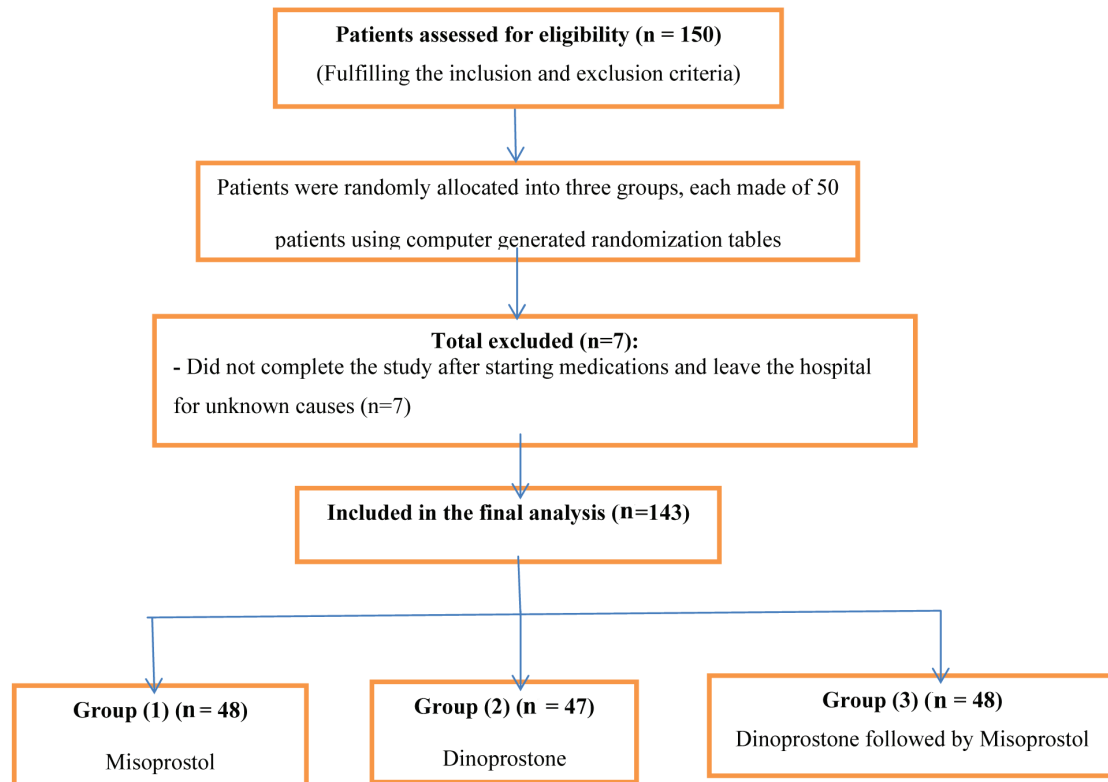 Patients assessed for eligibility (n = 150)
(Fulfilling the inclusion and exclusion criteria)
Patients were randomly allocated into three groups, each made of 50
patients using computer generated randomization tables
Total excluded (n=7):
- Did not complete the study after starting medications and leave the hospital
for unknown causes (n=7)
Included in the final analysis (n=143)
Group (1) (n = 48)
Misoprostol
Group (2) (n = 47)
Dinoprostone
Group (3) (n = 48)
Dinoprostone followed by Misoprostol